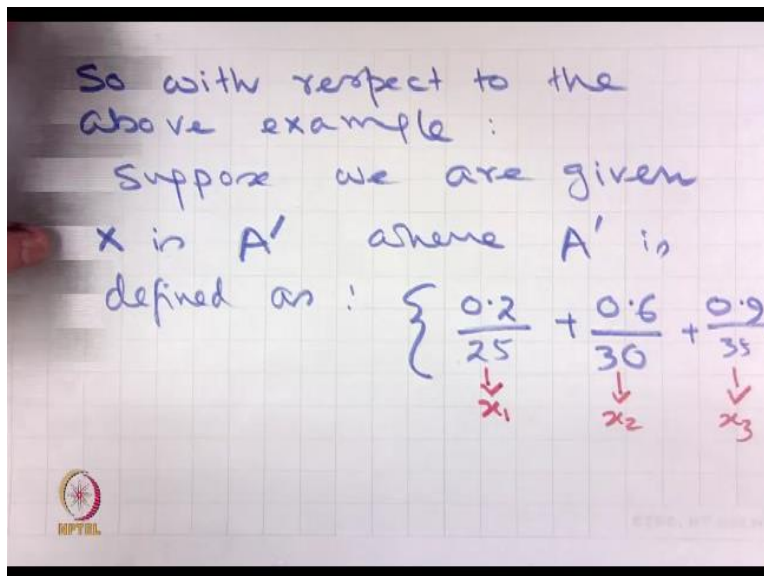 So with respect to the
above example :
Suppose we are given
x is A' where A' is
defined as : { 0.2/25 + 0.6/30 + 0.9/35
x₁ x₂ x₃
NPTEL